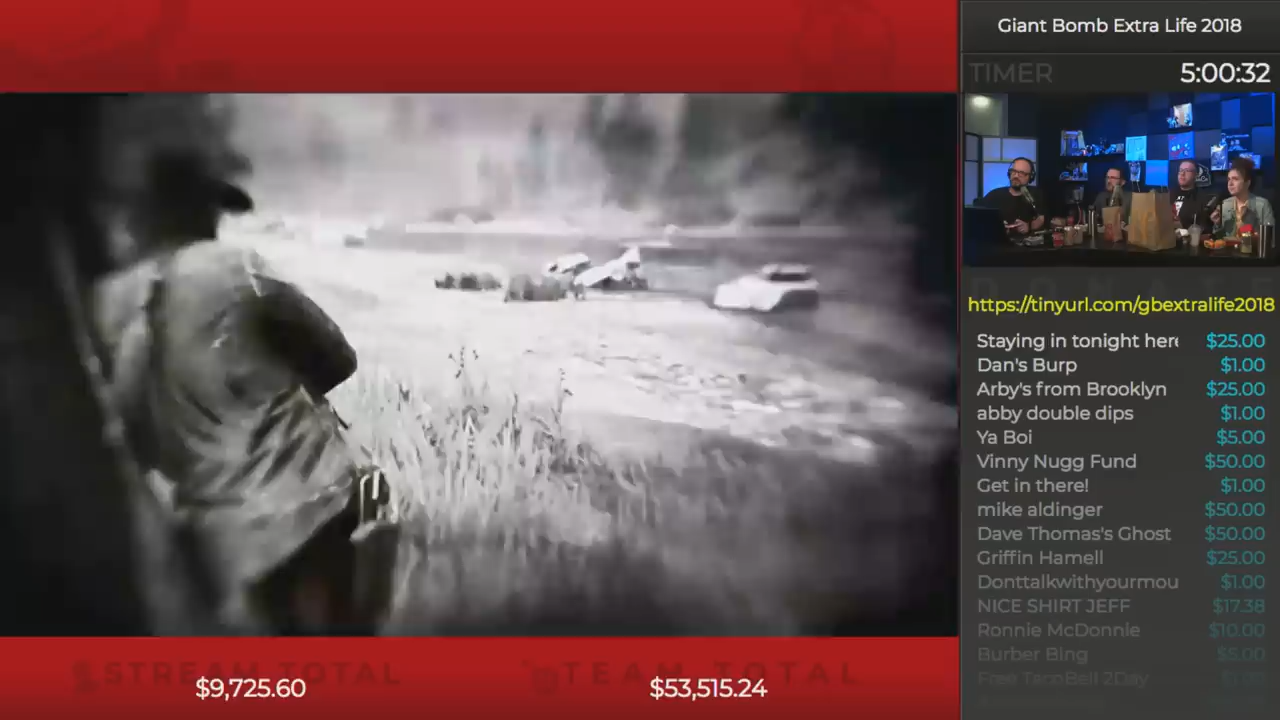 Giant Bomb Extra Life 2018
TIMER 5:00:32
DONATE
https://tinyurl.com/gbextralife2018
Staying in tonight here $25.00
Dan's Burp $1.00
Arby's from Brooklyn $25.00
abby double dips $1.00
Ya Boi $5.00
Vinny Nugg Fund $50.00
Get in there! $1.00
mike aldinger $50.00
Dave Thomas's Ghost $50.00
Griffin Hamell $25.00
Donttalkwithyourmou $1.00
NICE SHIRT JEFF $17.38
Ronnie McDonnie $10.00
Burber Bing $5.00
Free TacoBell 2Day
STREAM TOTAL
$9,725.60
TEAM TOTAL
$53,515.24